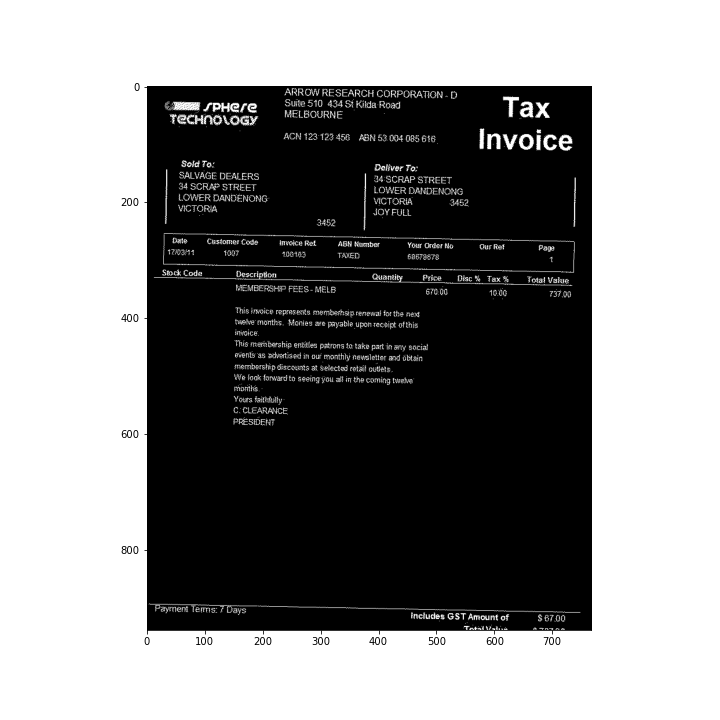 SPHERE
TECHNOLOGY
ARROW RESEARCH CORPORATION - D
Suite 510 434 St Kilda Road
MELBOURNE
ACN 123 123 456 ABN 53 004 085 616
Tax
Invoice
Sold To:
SALVAGE DEALERS
34 SCRAP STREET
LOWER DANDENONG
VICTORIA
3452
Deliver To:
34 SCRAP STREET
LOWER DANDENONG
VICTORIA 3452
JOY FULL
Date Customer Code Invoice Ref. ABN Number Your Order No Our Ref Page
17/03/11 1007 TAXED 68679678 1
Stock Code Description Quantity Price Disc % Tax % Total Value
MEMBERSHIP FEES - MELB 670.00 10.00 737.00
This invoice represents membersip renewal for the next
twelve months. Monies are payable upon receipt of this
invoice.
This membership entitles patrons to take part in any social
events as advertised in our monthly newsletter and obtain
membership discounts at selected retail outlets.
We look forward to seeing you all in the coming twelve
months.
Yours faithfully
C. CLEARANCE
PRESIDENT
Payment Terms: 7 Days
Includes GST Amount of $ 67.00
Total Value
0
200
400
600
800
0 100 200 300 400 500 600 700